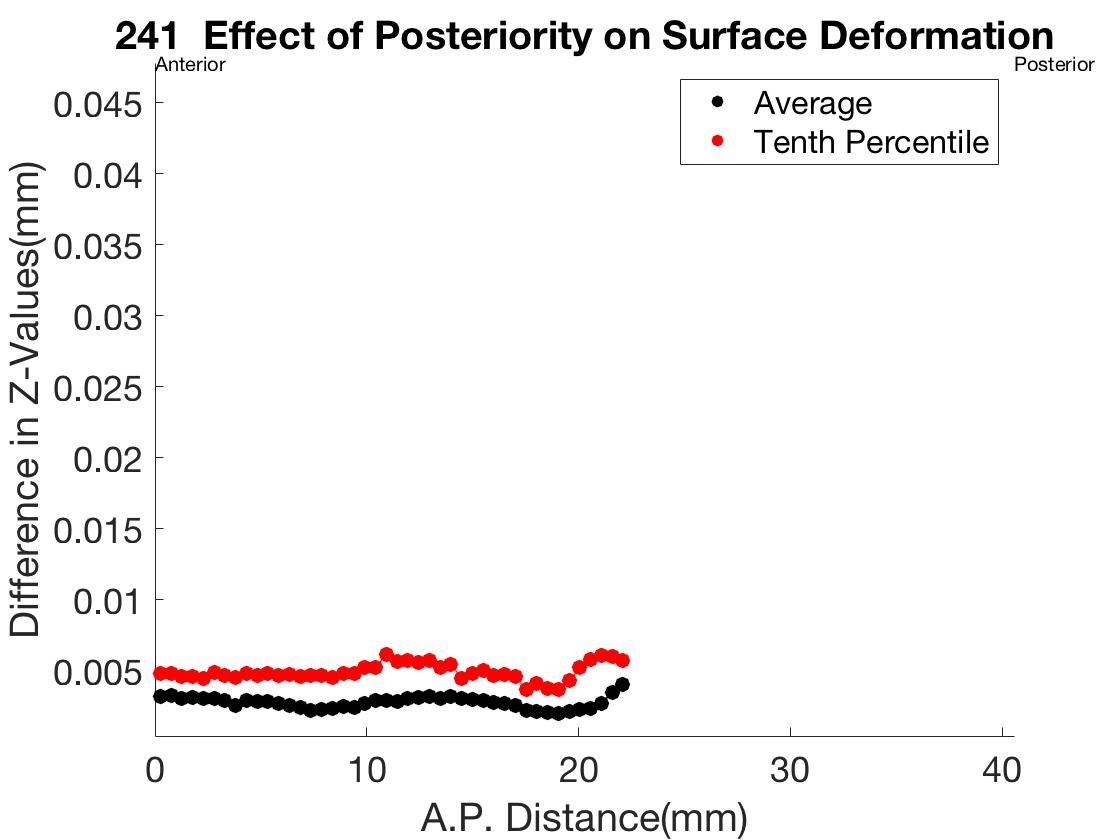 241  Effect of Posteriority on Surface Deformation
Anterior
Posterior
Average
Tenth Percentile
0.045
0.04
0.035
0.03
0.025
0.02
0.015
0.01
0.005
Difference in Z-Values(mm)
0
10
20
30
40
A.P. Distance(mm)